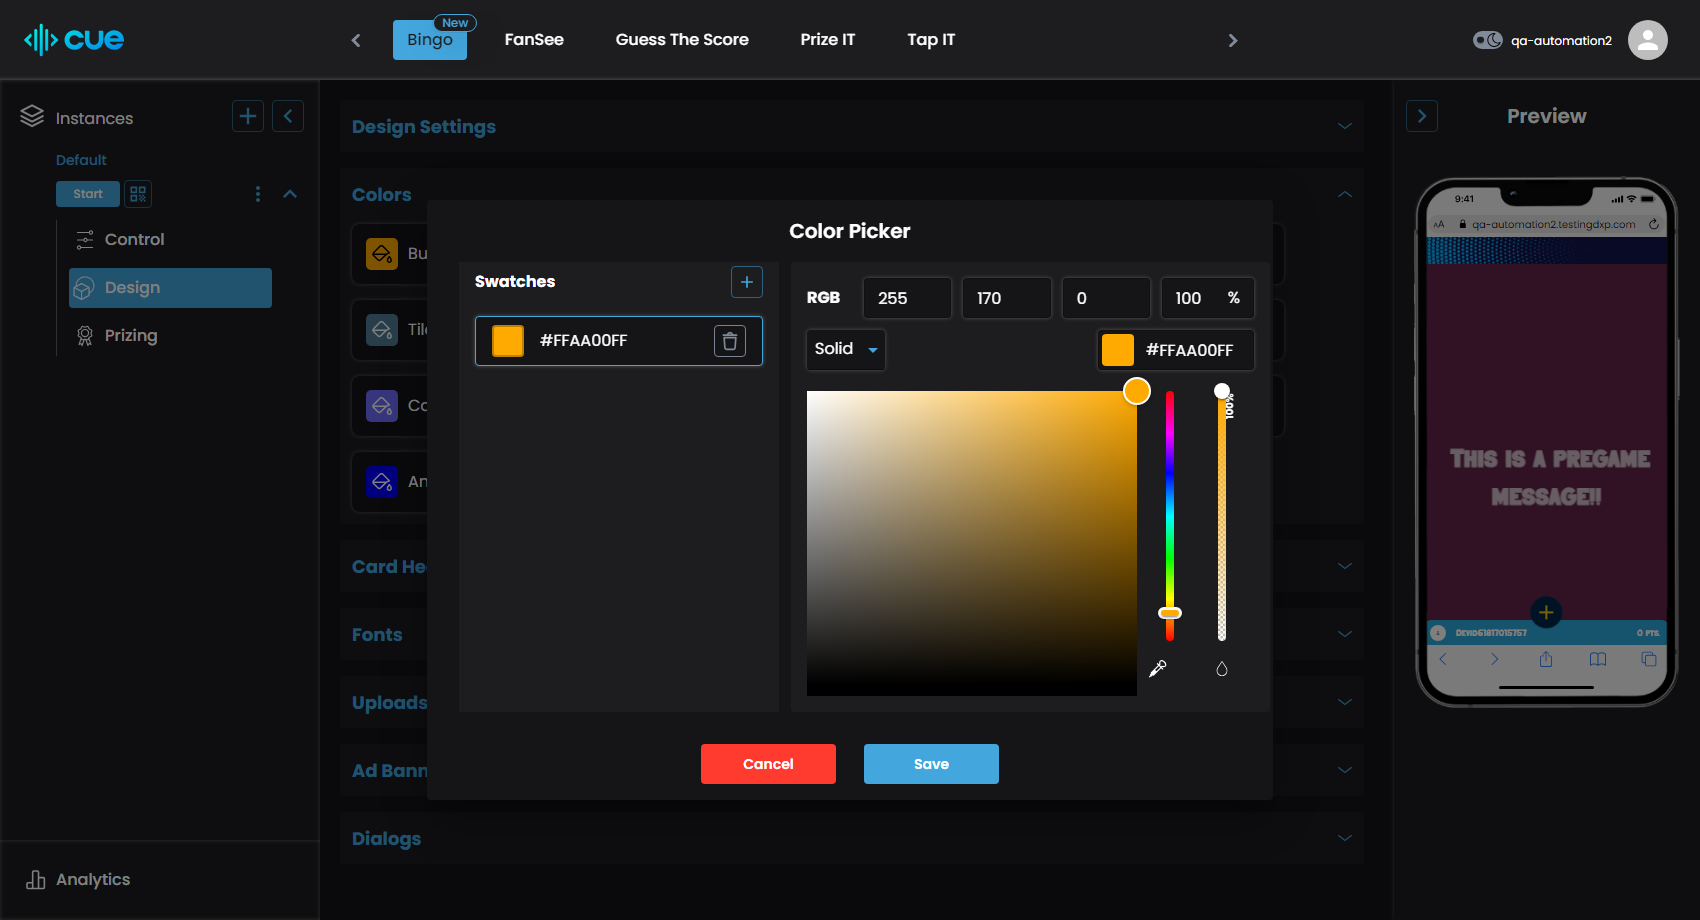 cue
Bingo
New
FanSee
Guess The Score
Prize IT
Tap IT
qa-automation2
Instances
Default
Start
Control
Design
Prizing
Analytics
Design Settings
Colors
Bu
Tile
Co
An
Card He
Fonts
Uploads
Ad Bann
Dialogs
Color Picker
Swatches
#FFAA00FF
RGB
255
170
0
100 %
Solid
#FFAA00FF
100%
Cancel
Save
Preview
9:41
AA
qa-automation2.testingdxp.com
THIS IS A PREGAME
MESSAGE!!
DEVID61817015757
0 PTS.